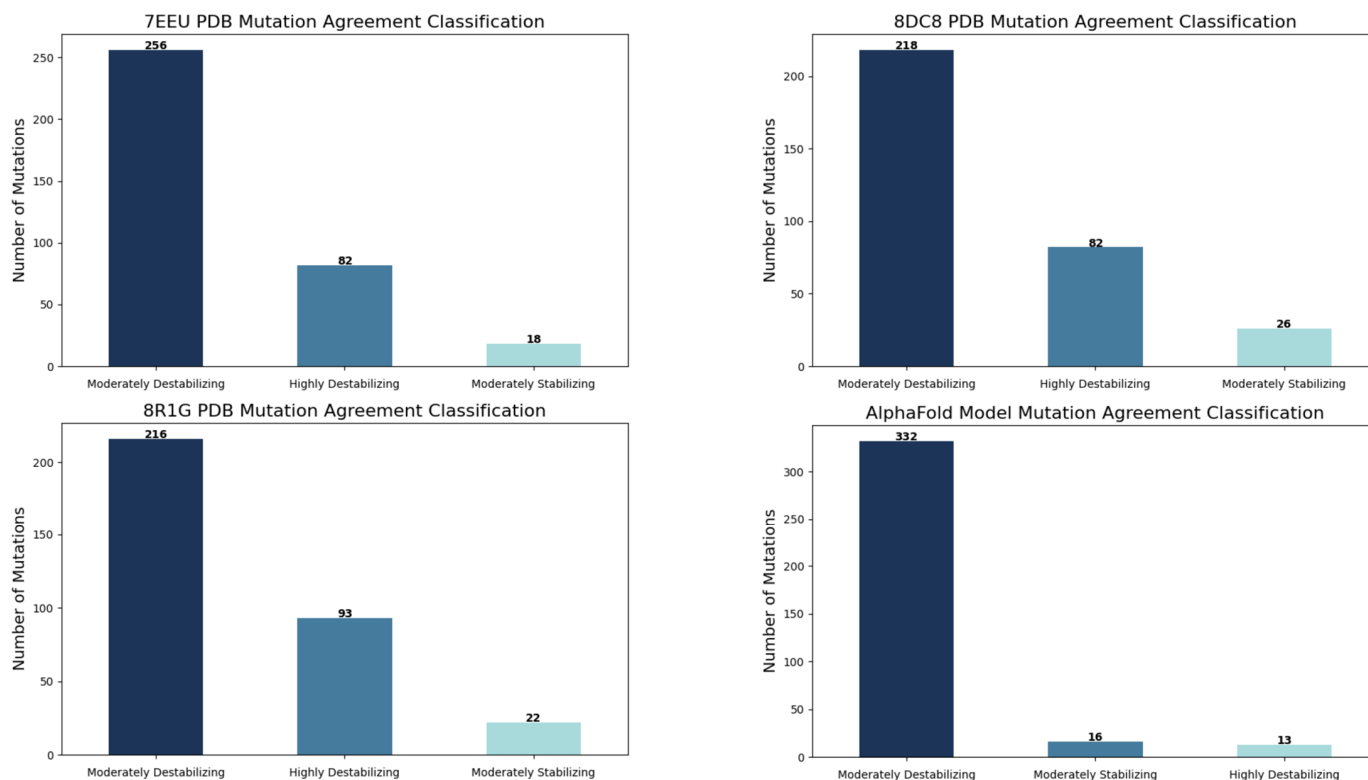 7EEU PDB Mutation Agreement Classification
Number of Mutations
250
200
150
100
50
0
256
82
18
Moderately Destabilizing
Highly Destabilizing
Moderately Stabilizing
8DC8 PDB Mutation Agreement Classification
Number of Mutations
200
150
100
50
0
218
82
26
Moderately Destabilizing
Highly Destabilizing
Moderately Stabilizing
8R1G PDB Mutation Agreement Classification
Number of Mutations
200
150
100
50
0
216
93
22
Moderately Destabilizing
Highly Destabilizing
Moderately Stabilizing
AlphaFold Model Mutation Agreement Classification
Number of Mutations
300
250
200
150
100
50
0
332
16
13
Moderately Destabilizing
Moderately Stabilizing
Highly Destabilizing